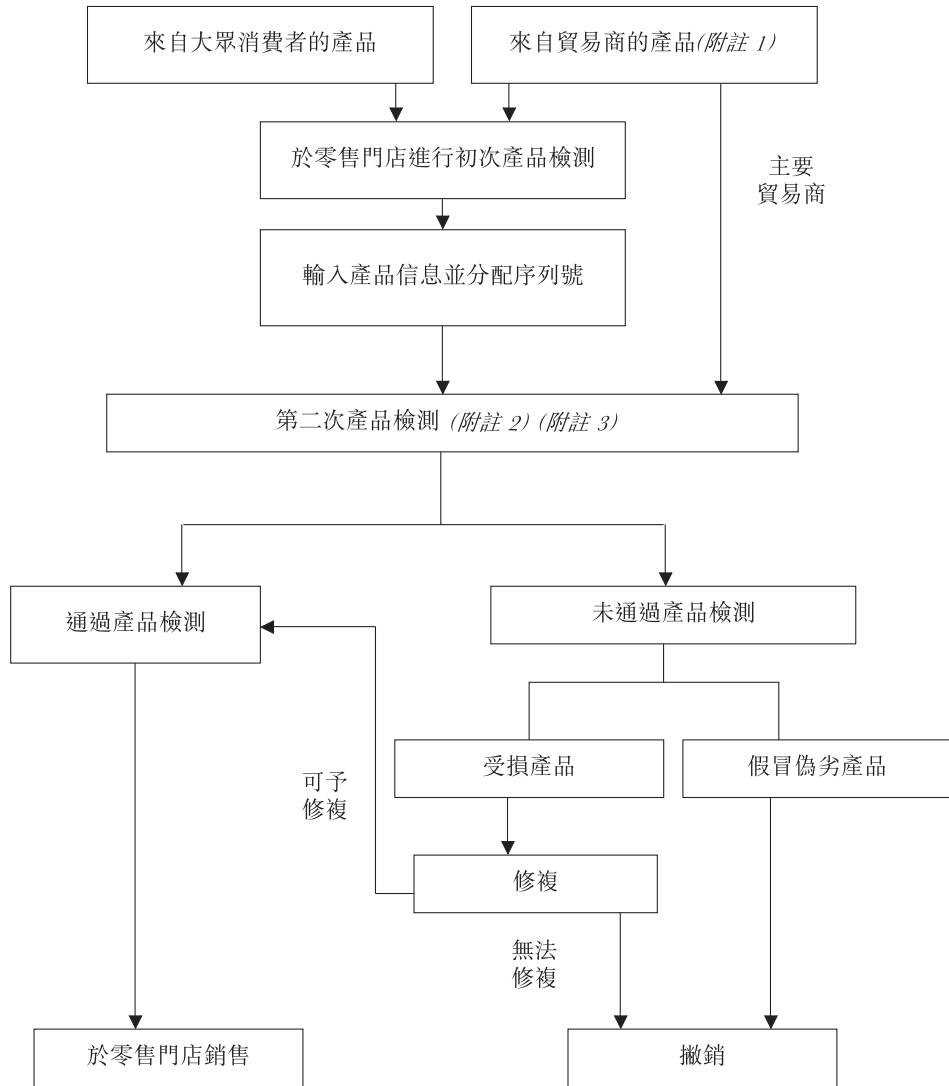 來自大眾消費者的產品
來自貿易商的產品(附註 1)
於零售門店進行初次產品檢測
主要
貿易商
輸入產品信息並分配序列號
第二次產品檢測 (附註 2) (附註 3)
通過產品檢測
未通過產品檢測
受損產品
假冒偽劣產品
可予
修複
修複
無法
修複
於零售門店銷售
撇銷